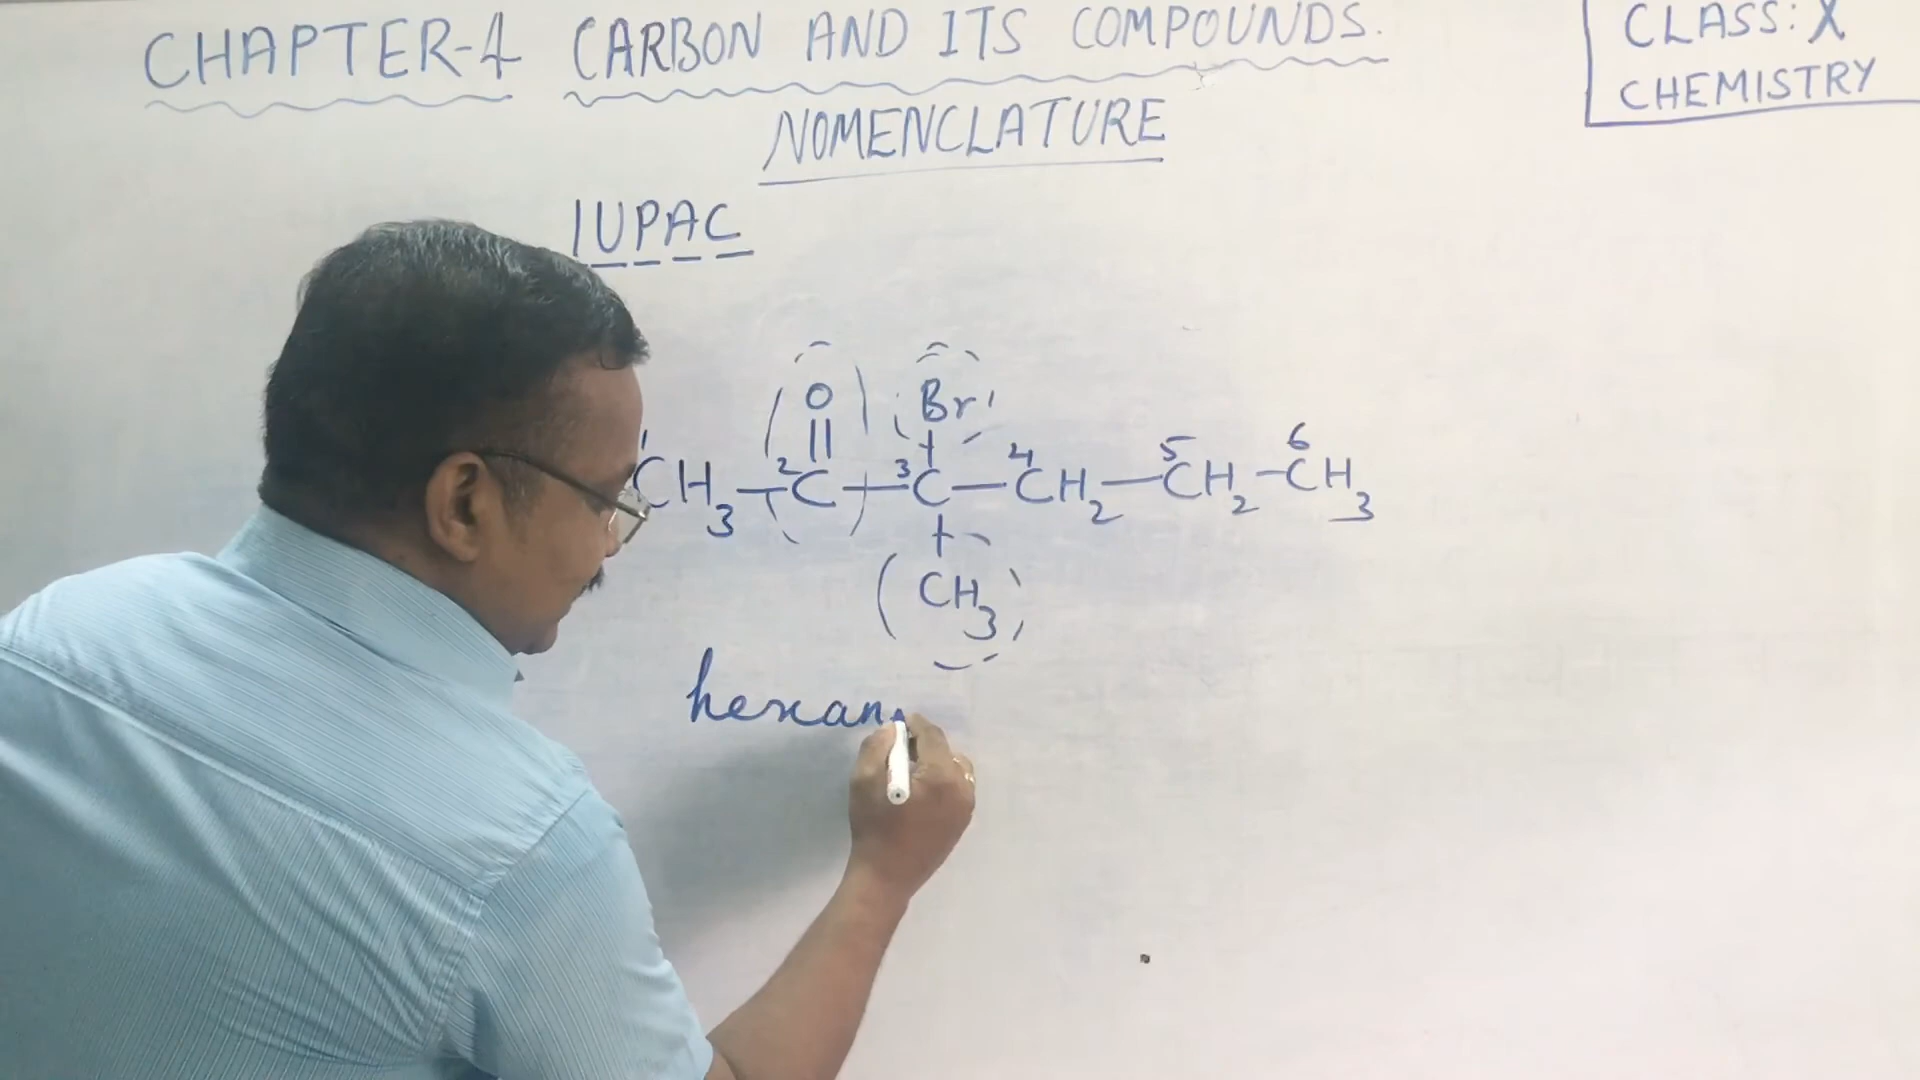 CHAPTER-4 CARBON AND ITS COMPOUNDS.
CLASS: X
CHEMISTRY
NOMENCLATURE
IUPAC
O Br
1 2 3 4 5 6
CH3 - C - C - CH2 - CH2 - CH3
CH3
hexan